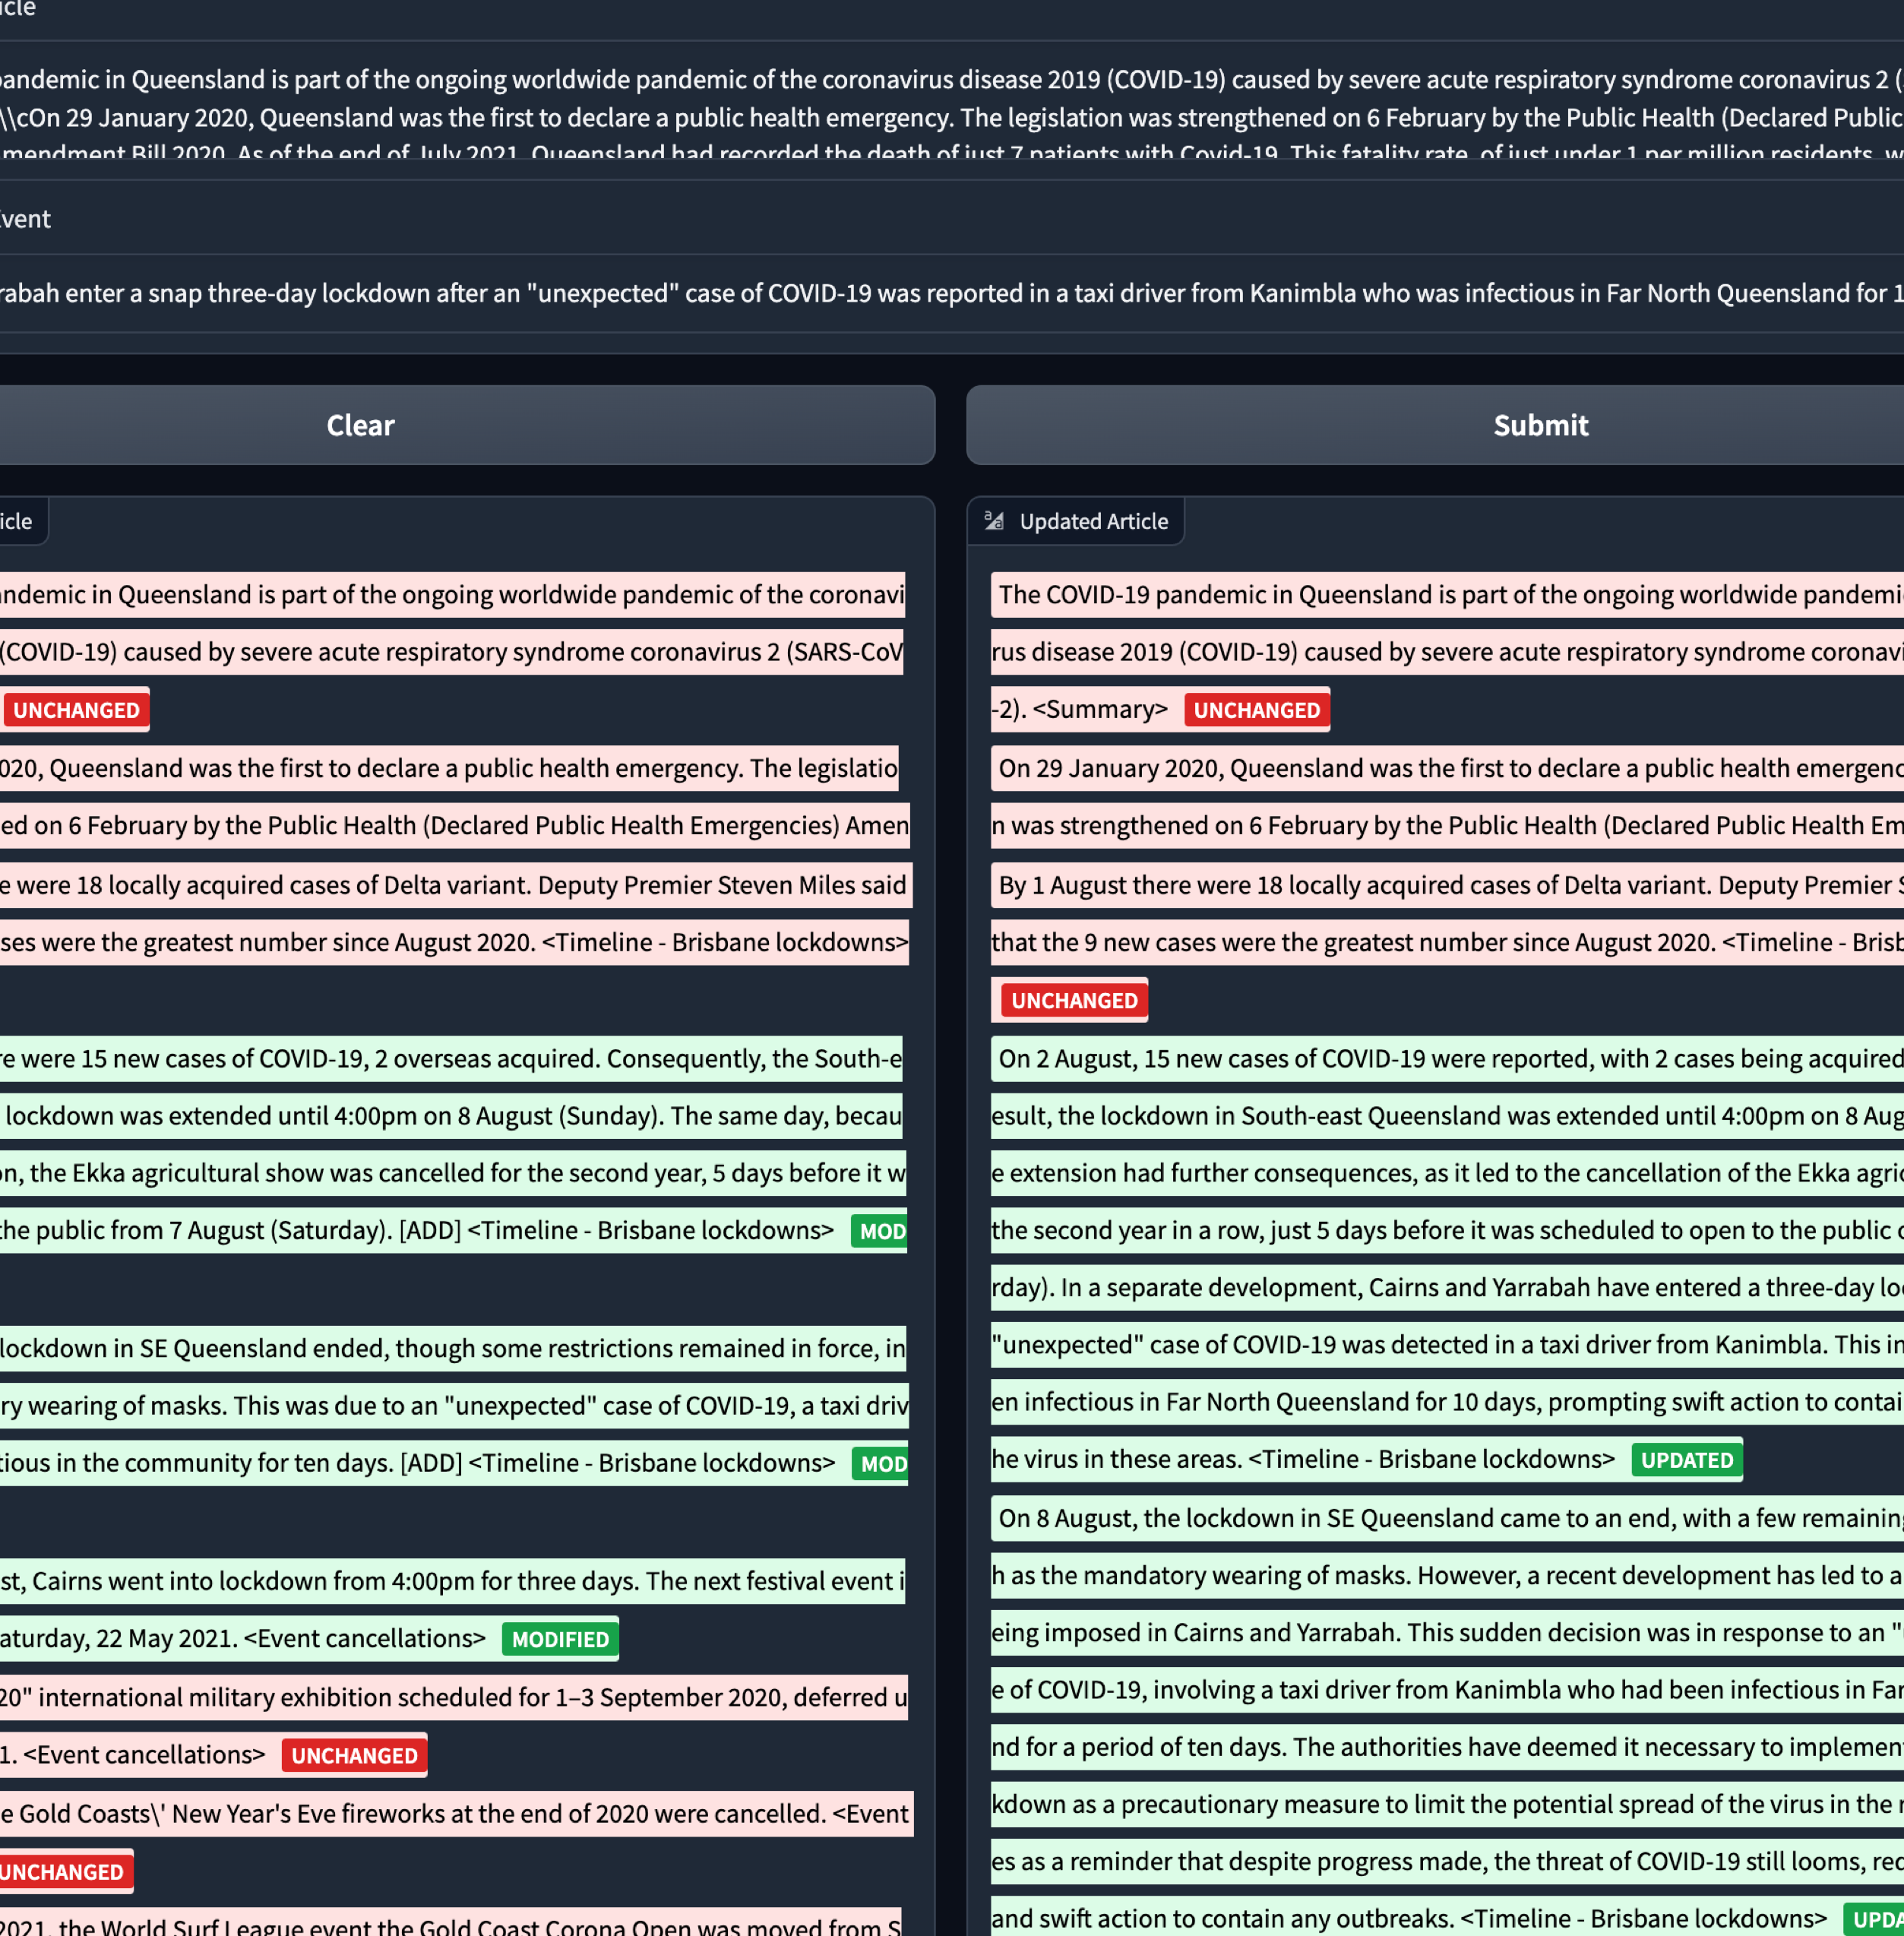 icle
pandemic in Queensland is part of the ongoing worldwide pandemic of the coronavirus disease 2019 (COVID-19) caused by severe acute respiratory syndrome coronavirus 2 (
\\cOn 29 January 2020, Queensland was the first to declare a public health emergency. The legislation was strengthened on 6 February by the Public Health (Declared Public
mendment Bill 2020. As of the end of July 2021, Queensland had recorded the death of just 7 patients with Covid-19. This fatality rate, of just under 1 per million residents, w
Event
rabah enter a snap three-day lockdown after an "unexpected" case of COVID-19 was reported in a taxi driver from Kanimbla who was infectious in Far North Queensland for 1
Clear
Submit
icle
andemic in Queensland is part of the ongoing worldwide pandemic of the coronavi
(COVID-19) caused by severe acute respiratory syndrome coronavirus 2 (SARS-CoV
UNCHANGED
020, Queensland was the first to declare a public health emergency. The legislatio
ed on 6 February by the Public Health (Declared Public Health Emergencies) Amen
e were 18 locally acquired cases of Delta variant. Deputy Premier Steven Miles said
ses were the greatest number since August 2020. <Timeline - Brisbane lockdowns>
re were 15 new cases of COVID-19, 2 overseas acquired. Consequently, the South-e
lockdown was extended until 4:00pm on 8 August (Sunday). The same day, becau
on, the Ekka agricultural show was cancelled for the second year, 5 days before it w
the public from 7 August (Saturday). [ADD] <Timeline - Brisbane lockdowns> MOD
lockdown in SE Queensland ended, though some restrictions remained in force, in
ry wearing of masks. This was due to an "unexpected" case of COVID-19, a taxi driv
tious in the community for ten days. [ADD] <Timeline - Brisbane lockdowns> MOD
st, Cairns went into lockdown from 4:00pm for three days. The next festival event i
aturday, 22 May 2021. <Event cancellations> MODIFIED
20" international military exhibition scheduled for 1–3 September 2020, deferred u
1. <Event cancellations> UNCHANGED
e Gold Coasts\' New Year's Eve fireworks at the end of 2020 were cancelled. <Event
UNCHANGED
2021, the World Surf League event the Gold Coast Corona Open was moved from S
Updated Article
The COVID-19 pandemic in Queensland is part of the ongoing worldwide pandemi
rus disease 2019 (COVID-19) caused by severe acute respiratory syndrome coronavi
-2). <Summary> UNCHANGED
On 29 January 2020, Queensland was the first to declare a public health emergenc
n was strengthened on 6 February by the Public Health (Declared Public Health Em
By 1 August there were 18 locally acquired cases of Delta variant. Deputy Premier S
that the 9 new cases were the greatest number since August 2020. <Timeline - Brisb
UNCHANGED
On 2 August, 15 new cases of COVID-19 were reported, with 2 cases being acquired
esult, the lockdown in South-east Queensland was extended until 4:00pm on 8 Aug
e extension had further consequences, as it led to the cancellation of the Ekka agric
the second year in a row, just 5 days before it was scheduled to open to the public o
rday). In a separate development, Cairns and Yarrabah have entered a three-day lo
"unexpected" case of COVID-19 was detected in a taxi driver from Kanimbla. This in
en infectious in Far North Queensland for 10 days, prompting swift action to contai
he virus in these areas. <Timeline - Brisbane lockdowns> UPDATED
On 8 August, the lockdown in SE Queensland came to an end, with a few remaining
h as the mandatory wearing of masks. However, a recent development has led to a
eing imposed in Cairns and Yarrabah. This sudden decision was in response to an "
e of COVID-19, involving a taxi driver from Kanimbla who had been infectious in Far
nd for a period of ten days. The authorities have deemed it necessary to implement
kdown as a precautionary measure to limit the potential spread of the virus in the r
es as a reminder that despite progress made, the threat of COVID-19 still looms, req
and swift action to contain any outbreaks. <Timeline - Brisbane lockdowns> UPDA